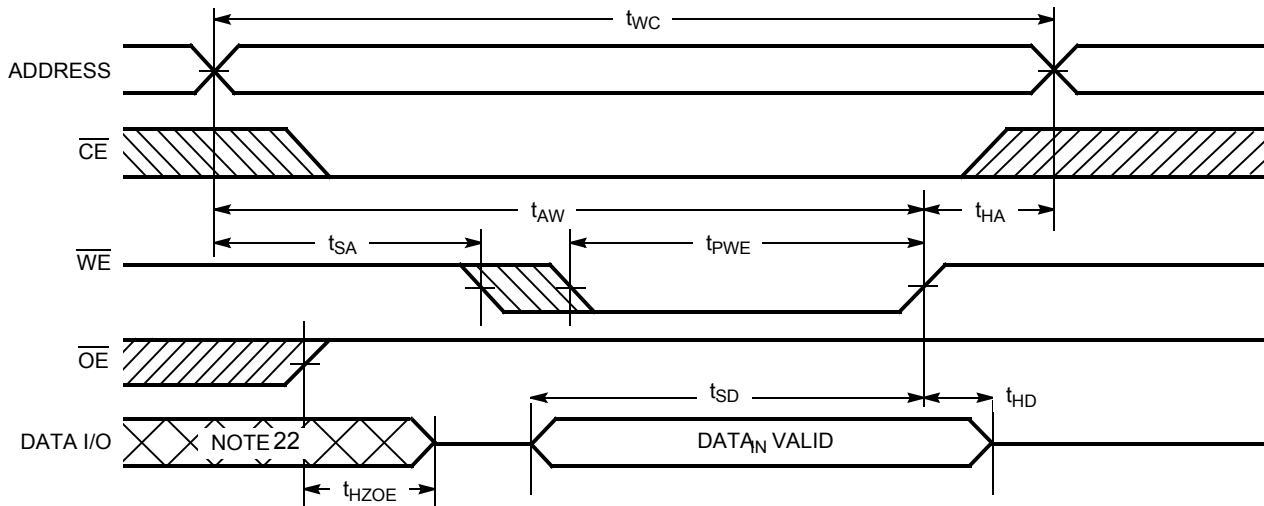 tWC
ADDRESS
CE
tAW
tHA
tSA
tPWE
WE
OE
tSD
tHD
DATA I/O
NOTE 22
DATAIN VALID
tHZOE